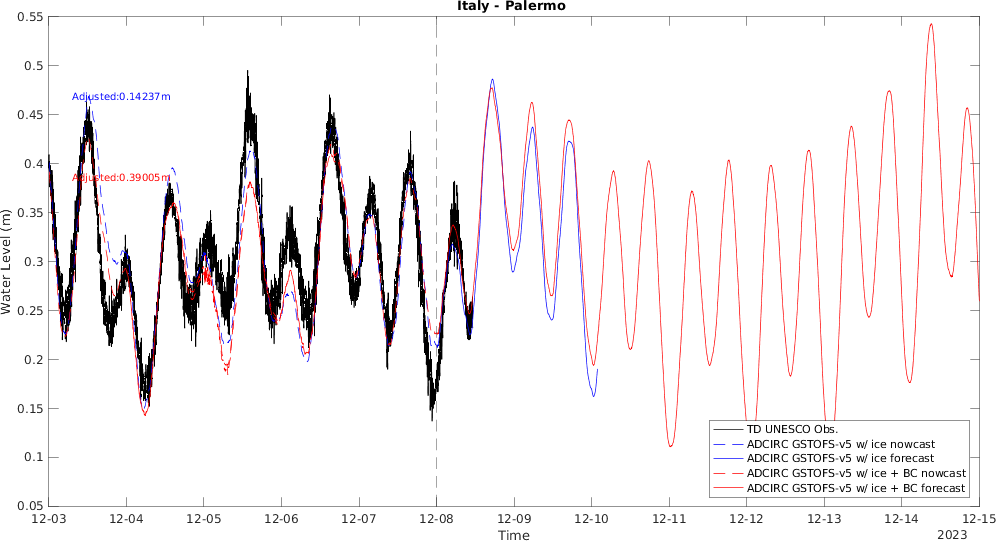 Italy - Palermo
0.55
0.5
0.45
0.4
0.35
0.3
0.25
0.2
0.15
0.1
0.05
Water Level (m)
Adjusted:0.14237m
Adjusted:0.39005m
TD UNESCO Obs.
ADCIRC GSTOFS-v5 w/ ice nowcast
ADCIRC GSTOFS-v5 w/ ice forecast
ADCIRC GSTOFS-v5 w/ ice + BC nowcast
ADCIRC GSTOFS-v5 w/ ice + BC forecast
12-03 12-04 12-05 12-06 12-07 12-08 12-09 12-10 12-11 12-12 12-13 12-14 12-15
Time
2023